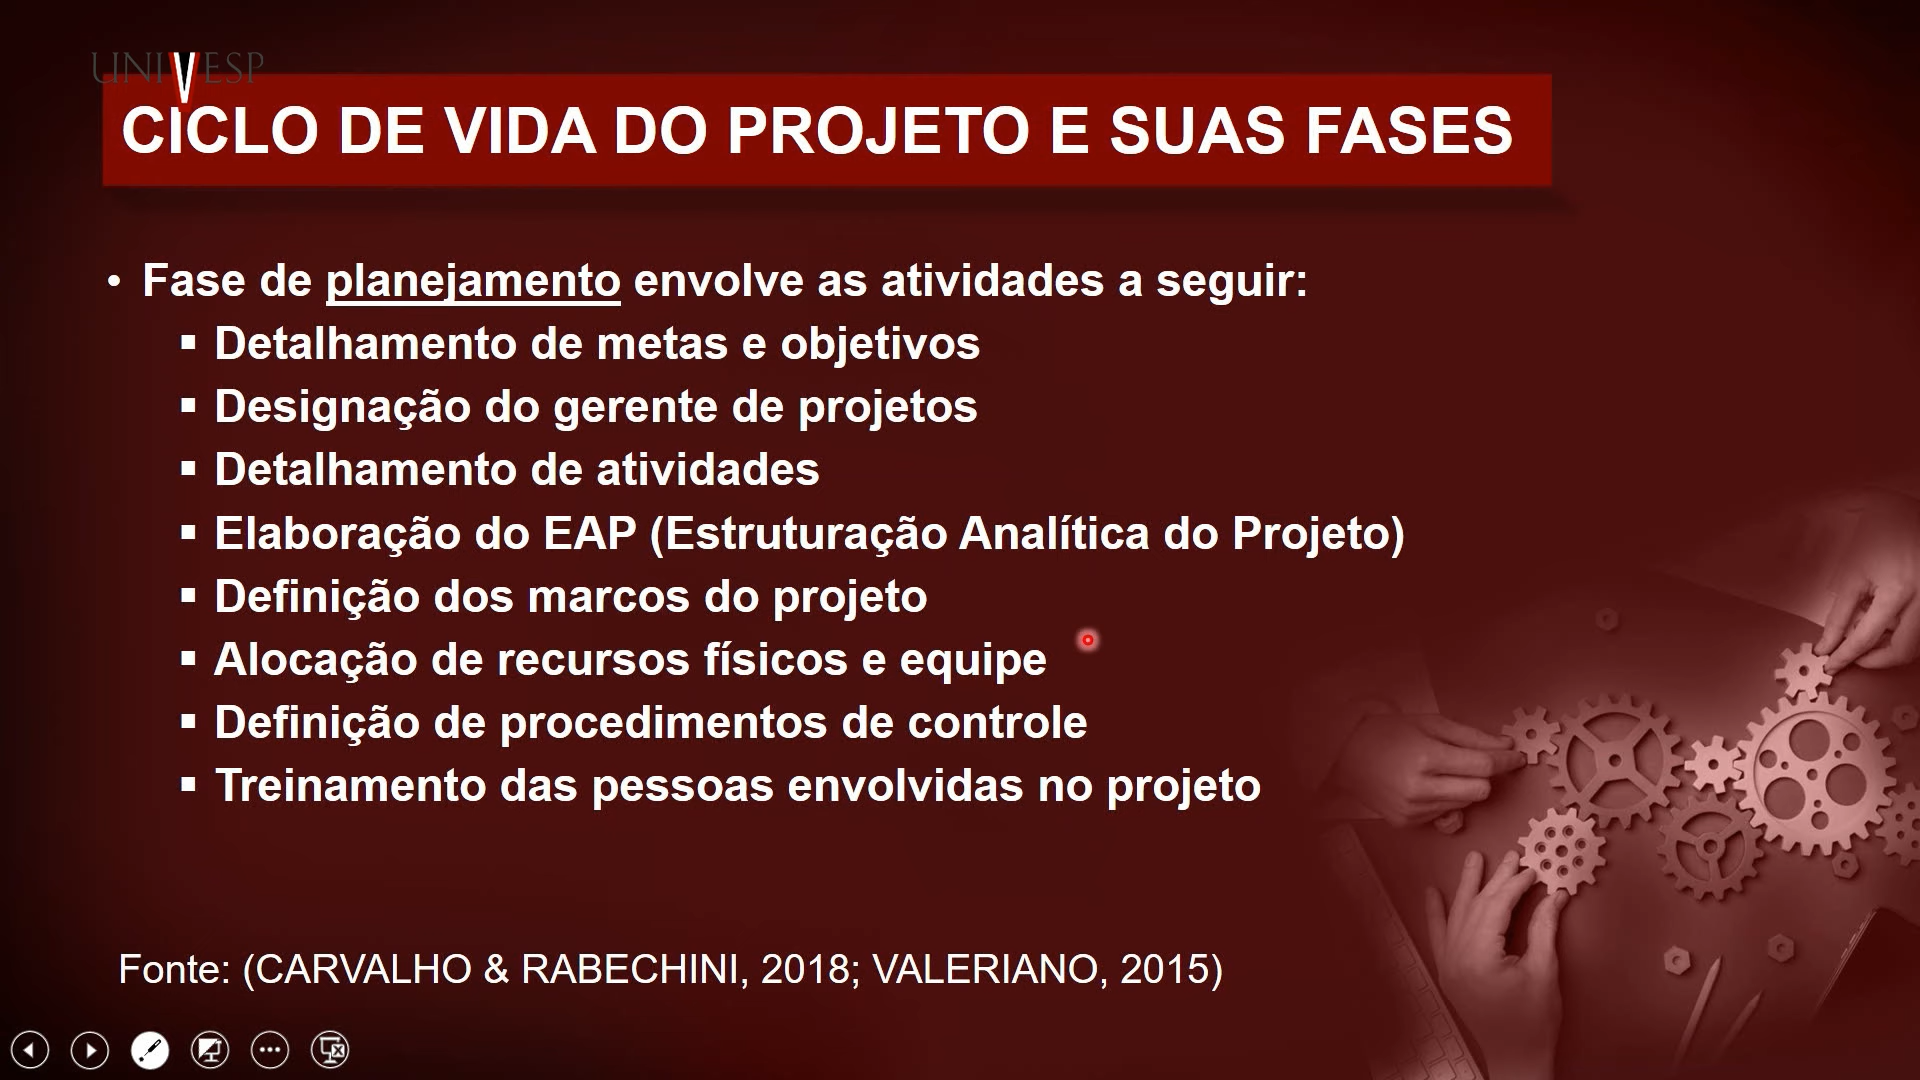 UNIVESP
CICLO DE VIDA DO PROJETO E SUAS FASES
• Fase de planejamento envolve as atividades a seguir:
▪ Detalhamento de metas e objetivos
▪ Designação do gerente de projetos
▪ Detalhamento de atividades
▪ Elaboração do EAP (Estruturação Analítica do Projeto)
▪ Definição dos marcos do projeto
▪ Alocação de recursos físicos e equipe
▪ Definição de procedimentos de controle
▪ Treinamento das pessoas envolvidas no projeto
Fonte: (CARVALHO & RABECHINI, 2018; VALERIANO, 2015)